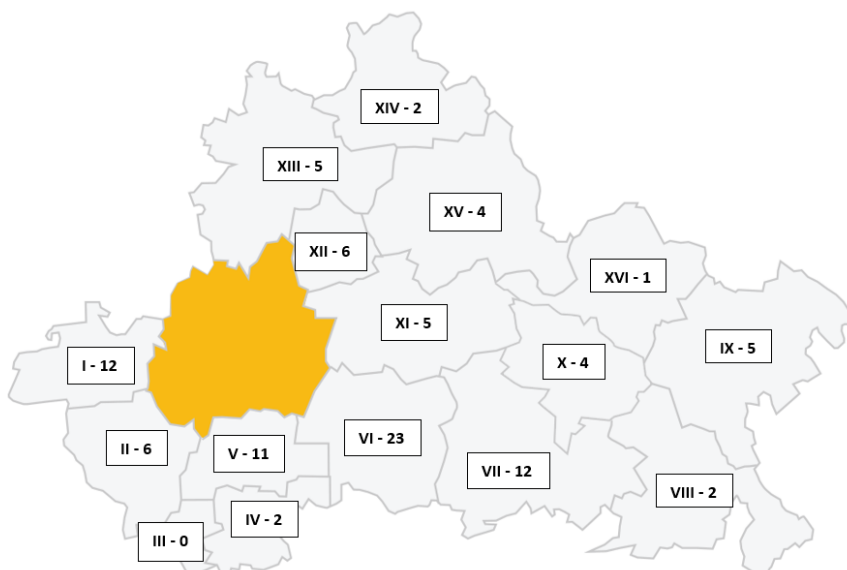 XIV - 2
XIII - 5
XV - 4
XII - 6
XVI - 1
XI - 5
IX - 5
I - 12
X - 4
VI - 23
II - 6
V - 11
VII - 12
VIII - 2
IV - 2
III - 0